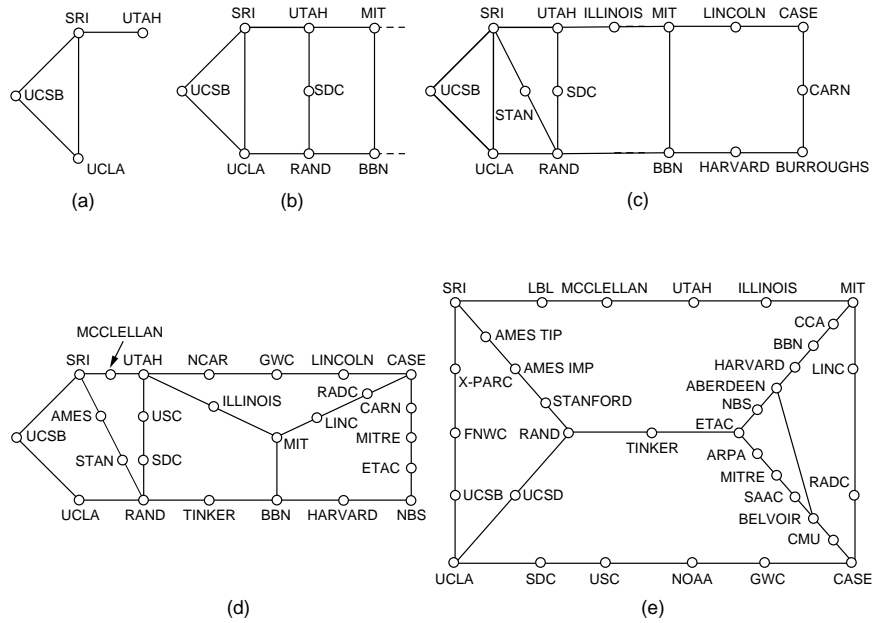 SRI UTAH
UCSB
UCLA
(a)
SRI UTAH MIT
UCSB
SDC
UCLA RAND BBN
(b)
SRI UTAH ILLINOIS MIT LINCOLN CASE
UCSB
STAN
SDC
CARN
UCLA RAND BBN HARVARD BURROUGHS
(c)
MCCLELLAN
SRI UTAH NCAR GWC LINCOLN CASE
RADC
ILLINOIS
CARN
AMES USC
LINC
UCSB
MIT
MITRE
STAN SDC
ETAC
UCLA RAND TINKER BBN HARVARD NBS
(d)
SRI LBL MCCLELLAN UTAH ILLINOIS MIT
CCA
AMES TIP
BBN
X-PARC
AMES IMP
HARVARD
LINC
ABERDEEN
STANFORD
NBS
FNWC
RAND
TINKER
ETAC
ARPA
MITRE
UCSB
UCSD
SAAC
RADC
BELVOIR
CMU
UCLA SDC USC NOAA GWC CASE
(e)